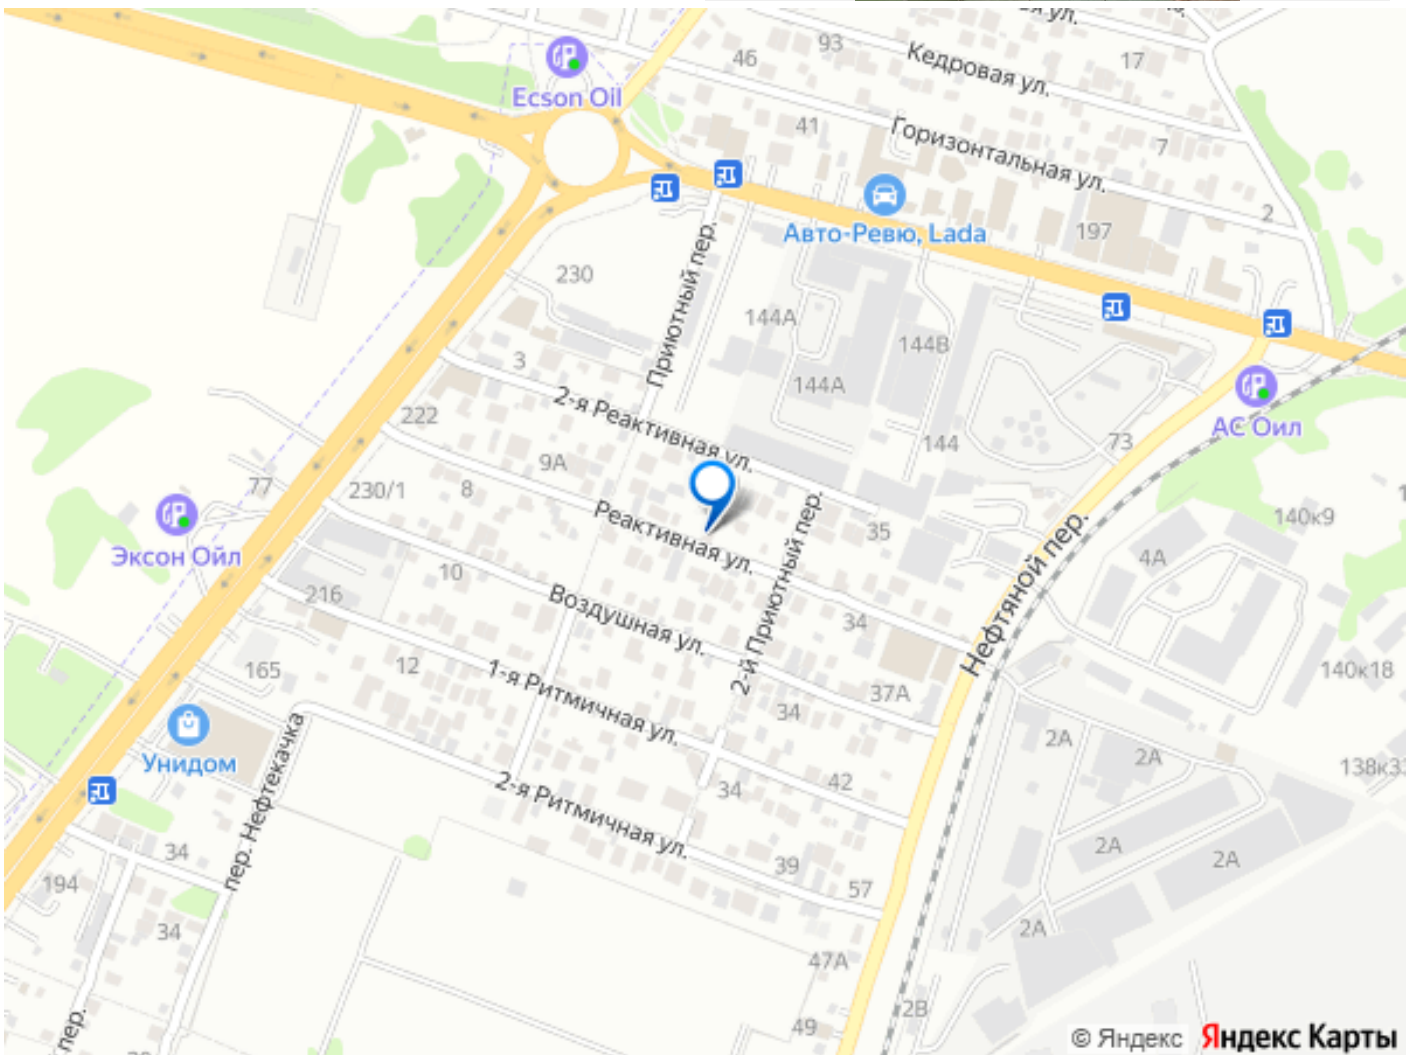 93
46
Кедровая ул.
17
Ecson Oil
41
Горизонтальная ул.
7
2
Авто-Ревю, Lada
197
230
Приютный пер.
144А
144В
3
144А
2-я Реактивная ул.
222
144
73
АС Оил
9А
8
77
230/1
Реактивная ул.
2-й Приютный пер.
35
Нефтяной пер.
140к9
4А
Эксон Ойл
10
216
Воздушная ул.
34
165
12
1-я Ритмичная ул.
37А
140к18
34
Унидом
пер. Нефтекачка
2А
2А
138к33
2-я Ритмичная ул.
34
42
34
39
57
2А
2А
194
34
2А
47А
пер.
49
2В
© Яндекс Яндекс Карты